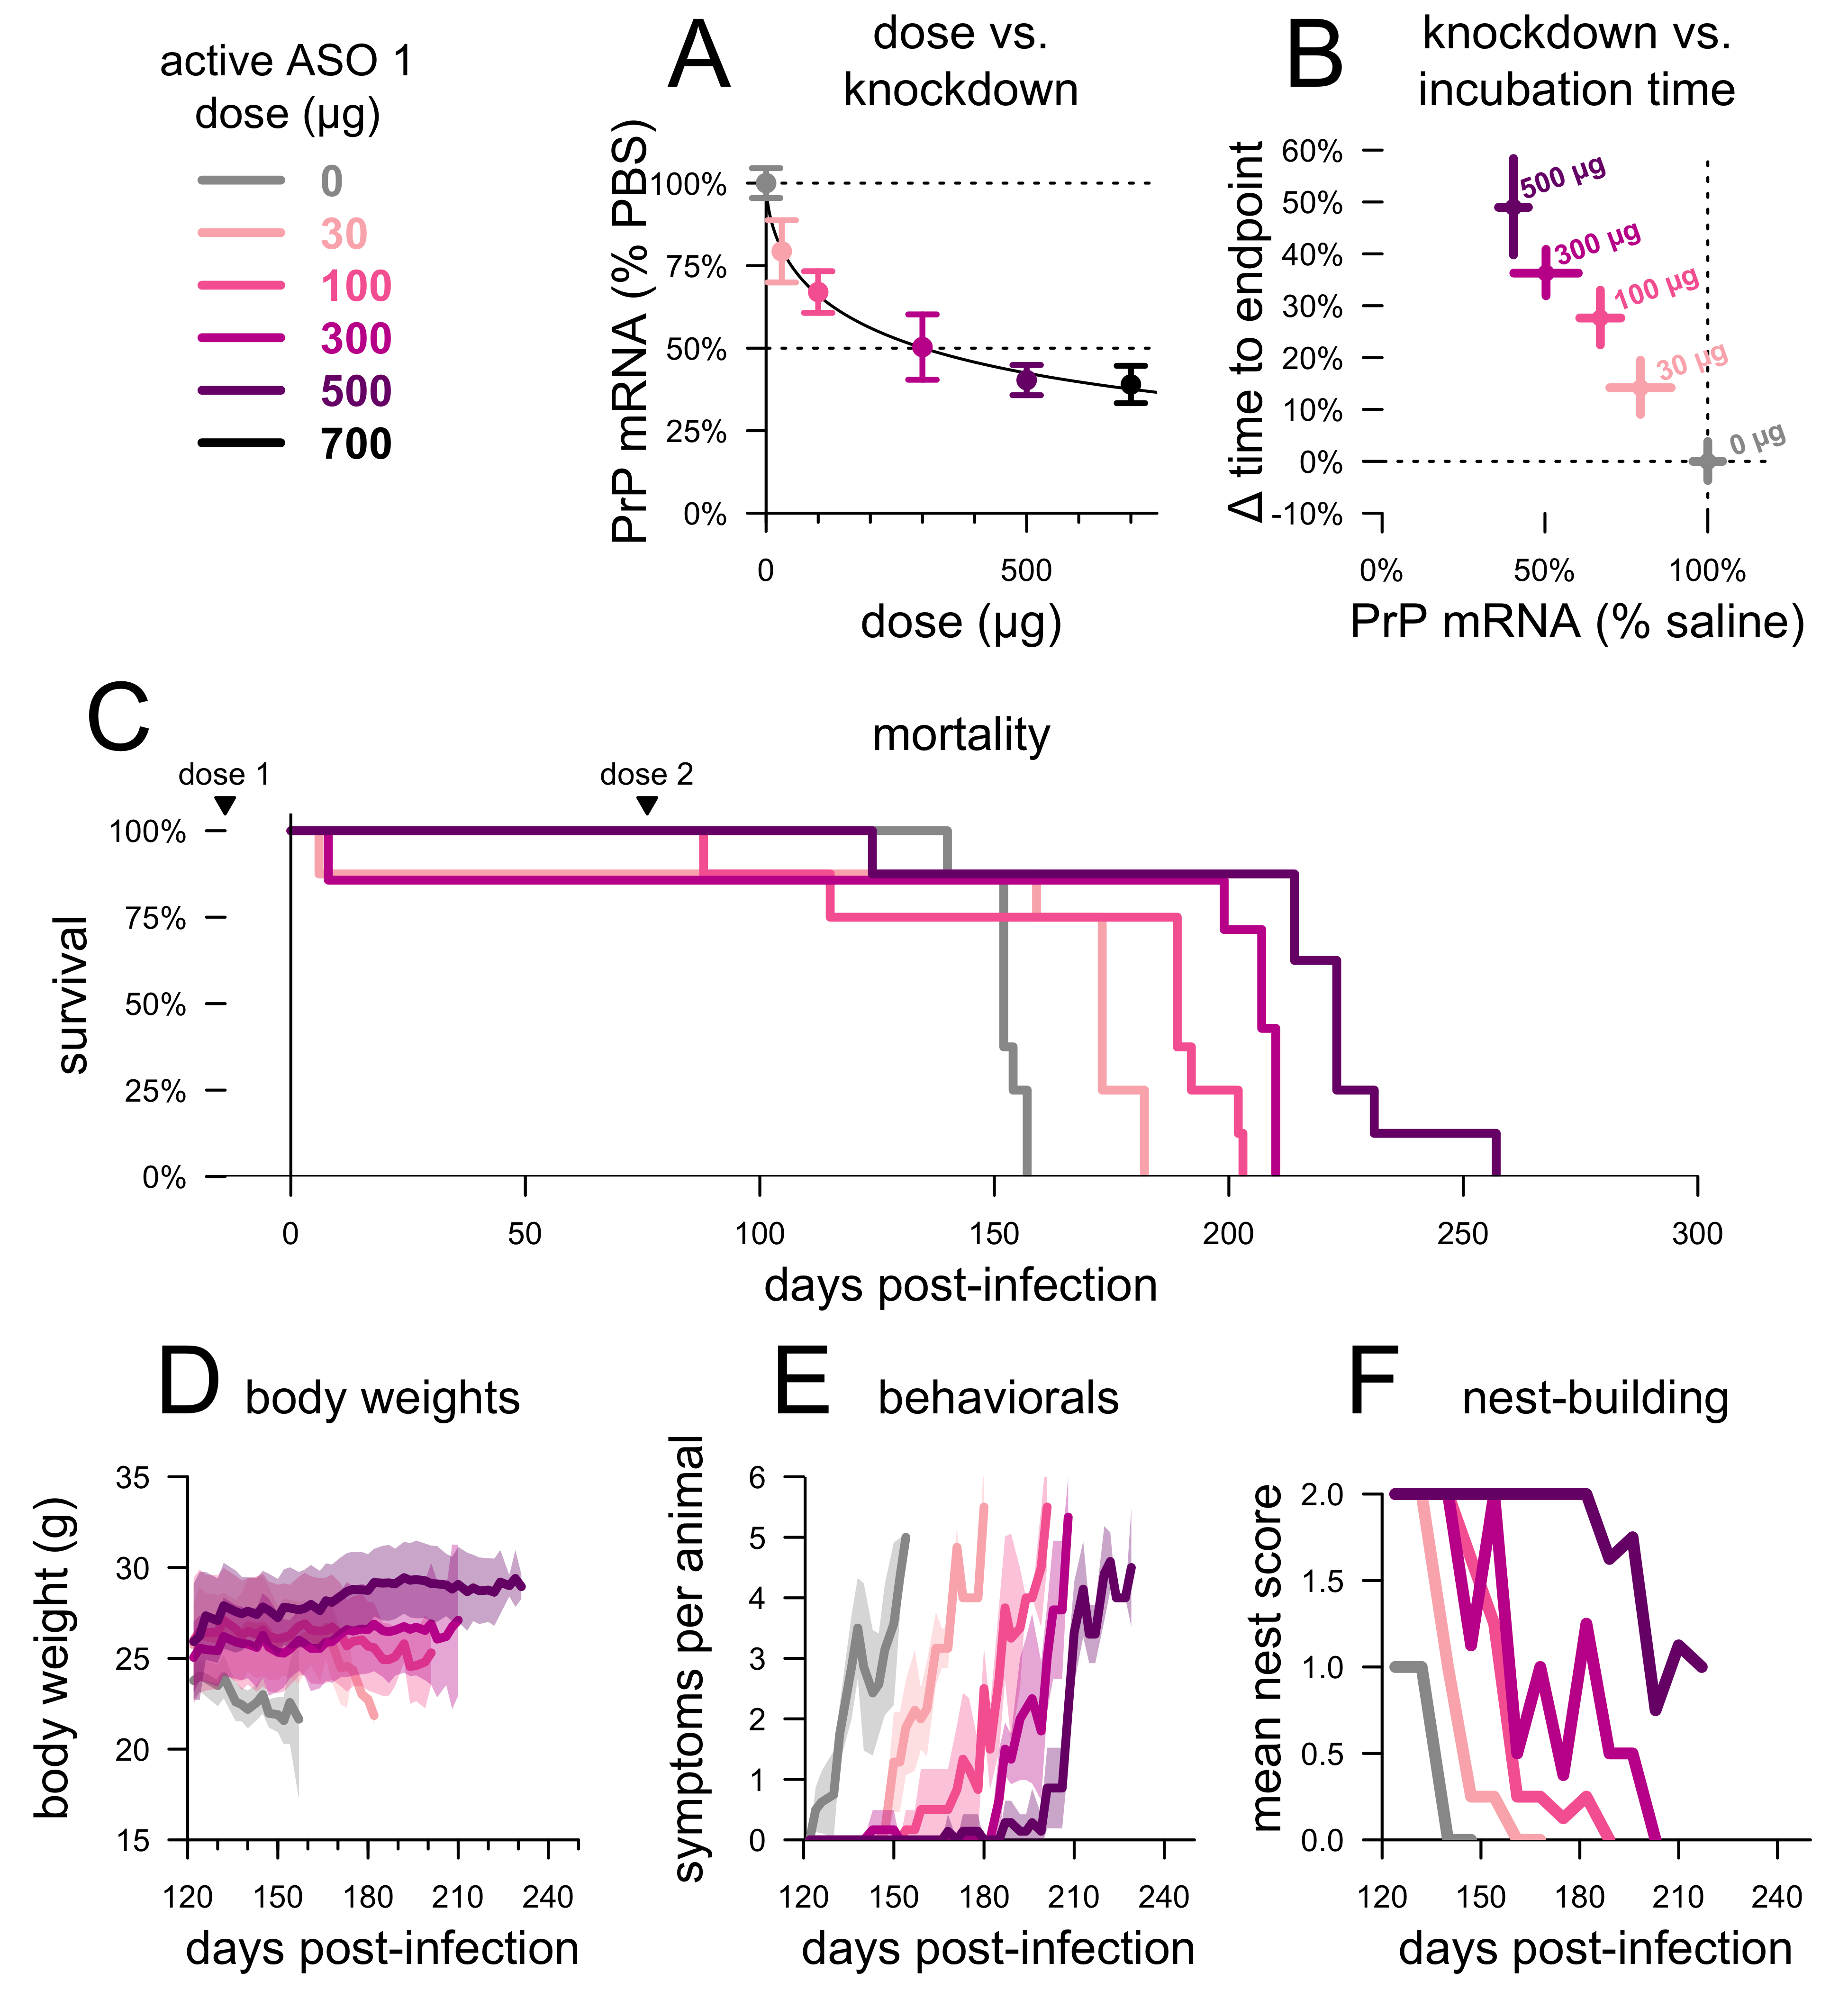 active ASO 1
dose (µg)
0
30
100
300
500
700
A
dose vs.
knockdown
PrP mRNA (% PBS)
100%
75%
50%
25%
0%
0
500
dose (µg)
B
knockdown vs.
incubation time
Δ time to endpoint
60%
50%
40%
30%
20%
10%
0%
-10%
500 µg
300 µg
100 µg
30 µg
0 µg
0%
50%
100%
PrP mRNA (% saline)
C
mortality
dose 1
dose 2
survival
100%
75%
50%
25%
0%
0
50
100
150
200
250
300
days post-infection
D
body weights
body weight (g)
35
30
25
20
15
120
150
180
210
240
days post-infection
E
behaviorals
symptoms per animal
6
5
4
3
2
1
0
120
150
180
210
240
days post-infection
F
nest-building
mean nest score
2.0
1.5
1.0
0.5
0.0
120
150
180
210
240
days post-infection